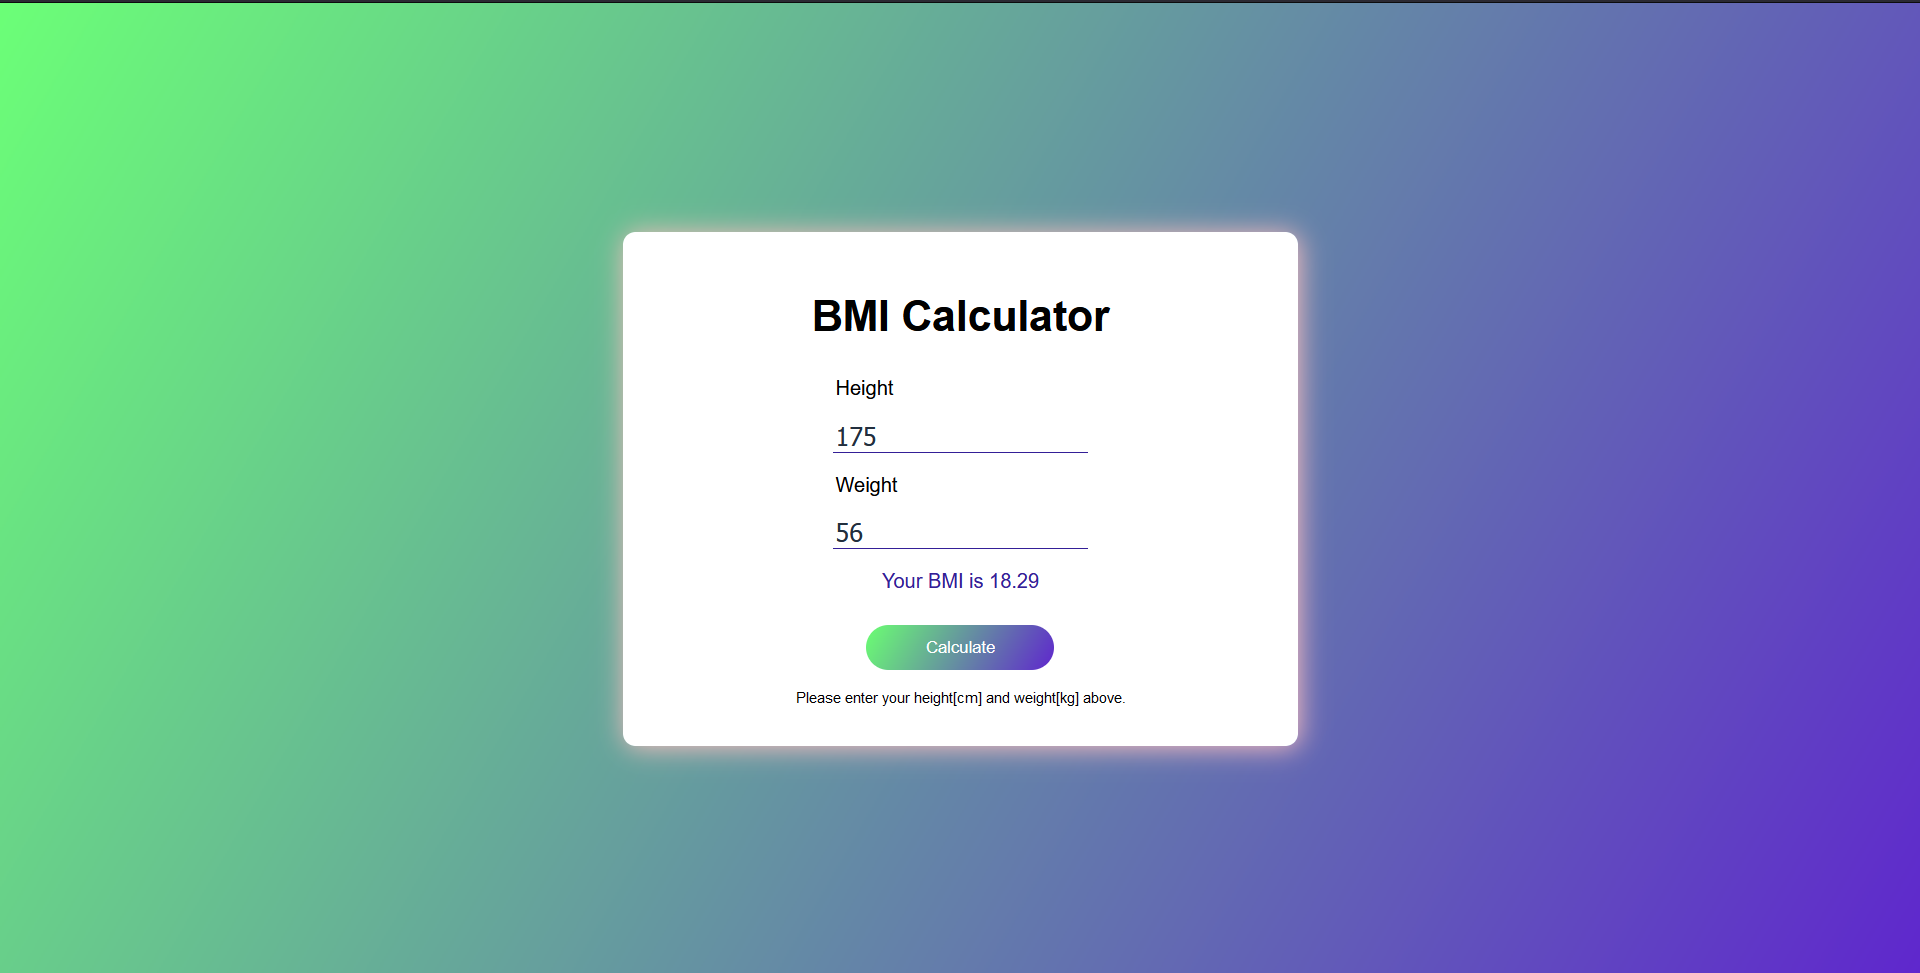 BMI Calculator
Height
175
Weight
56
Your BMI is 18.29
Calculate
Please enter your height[cm] and weight[kg] above.